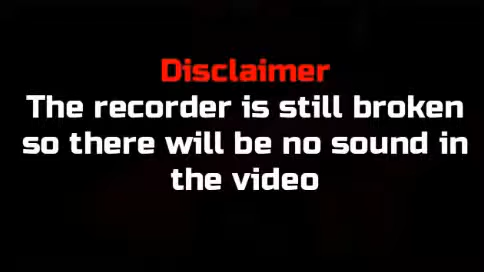 Disclaimer
The recorder is still broken
so there will be no sound in
the video